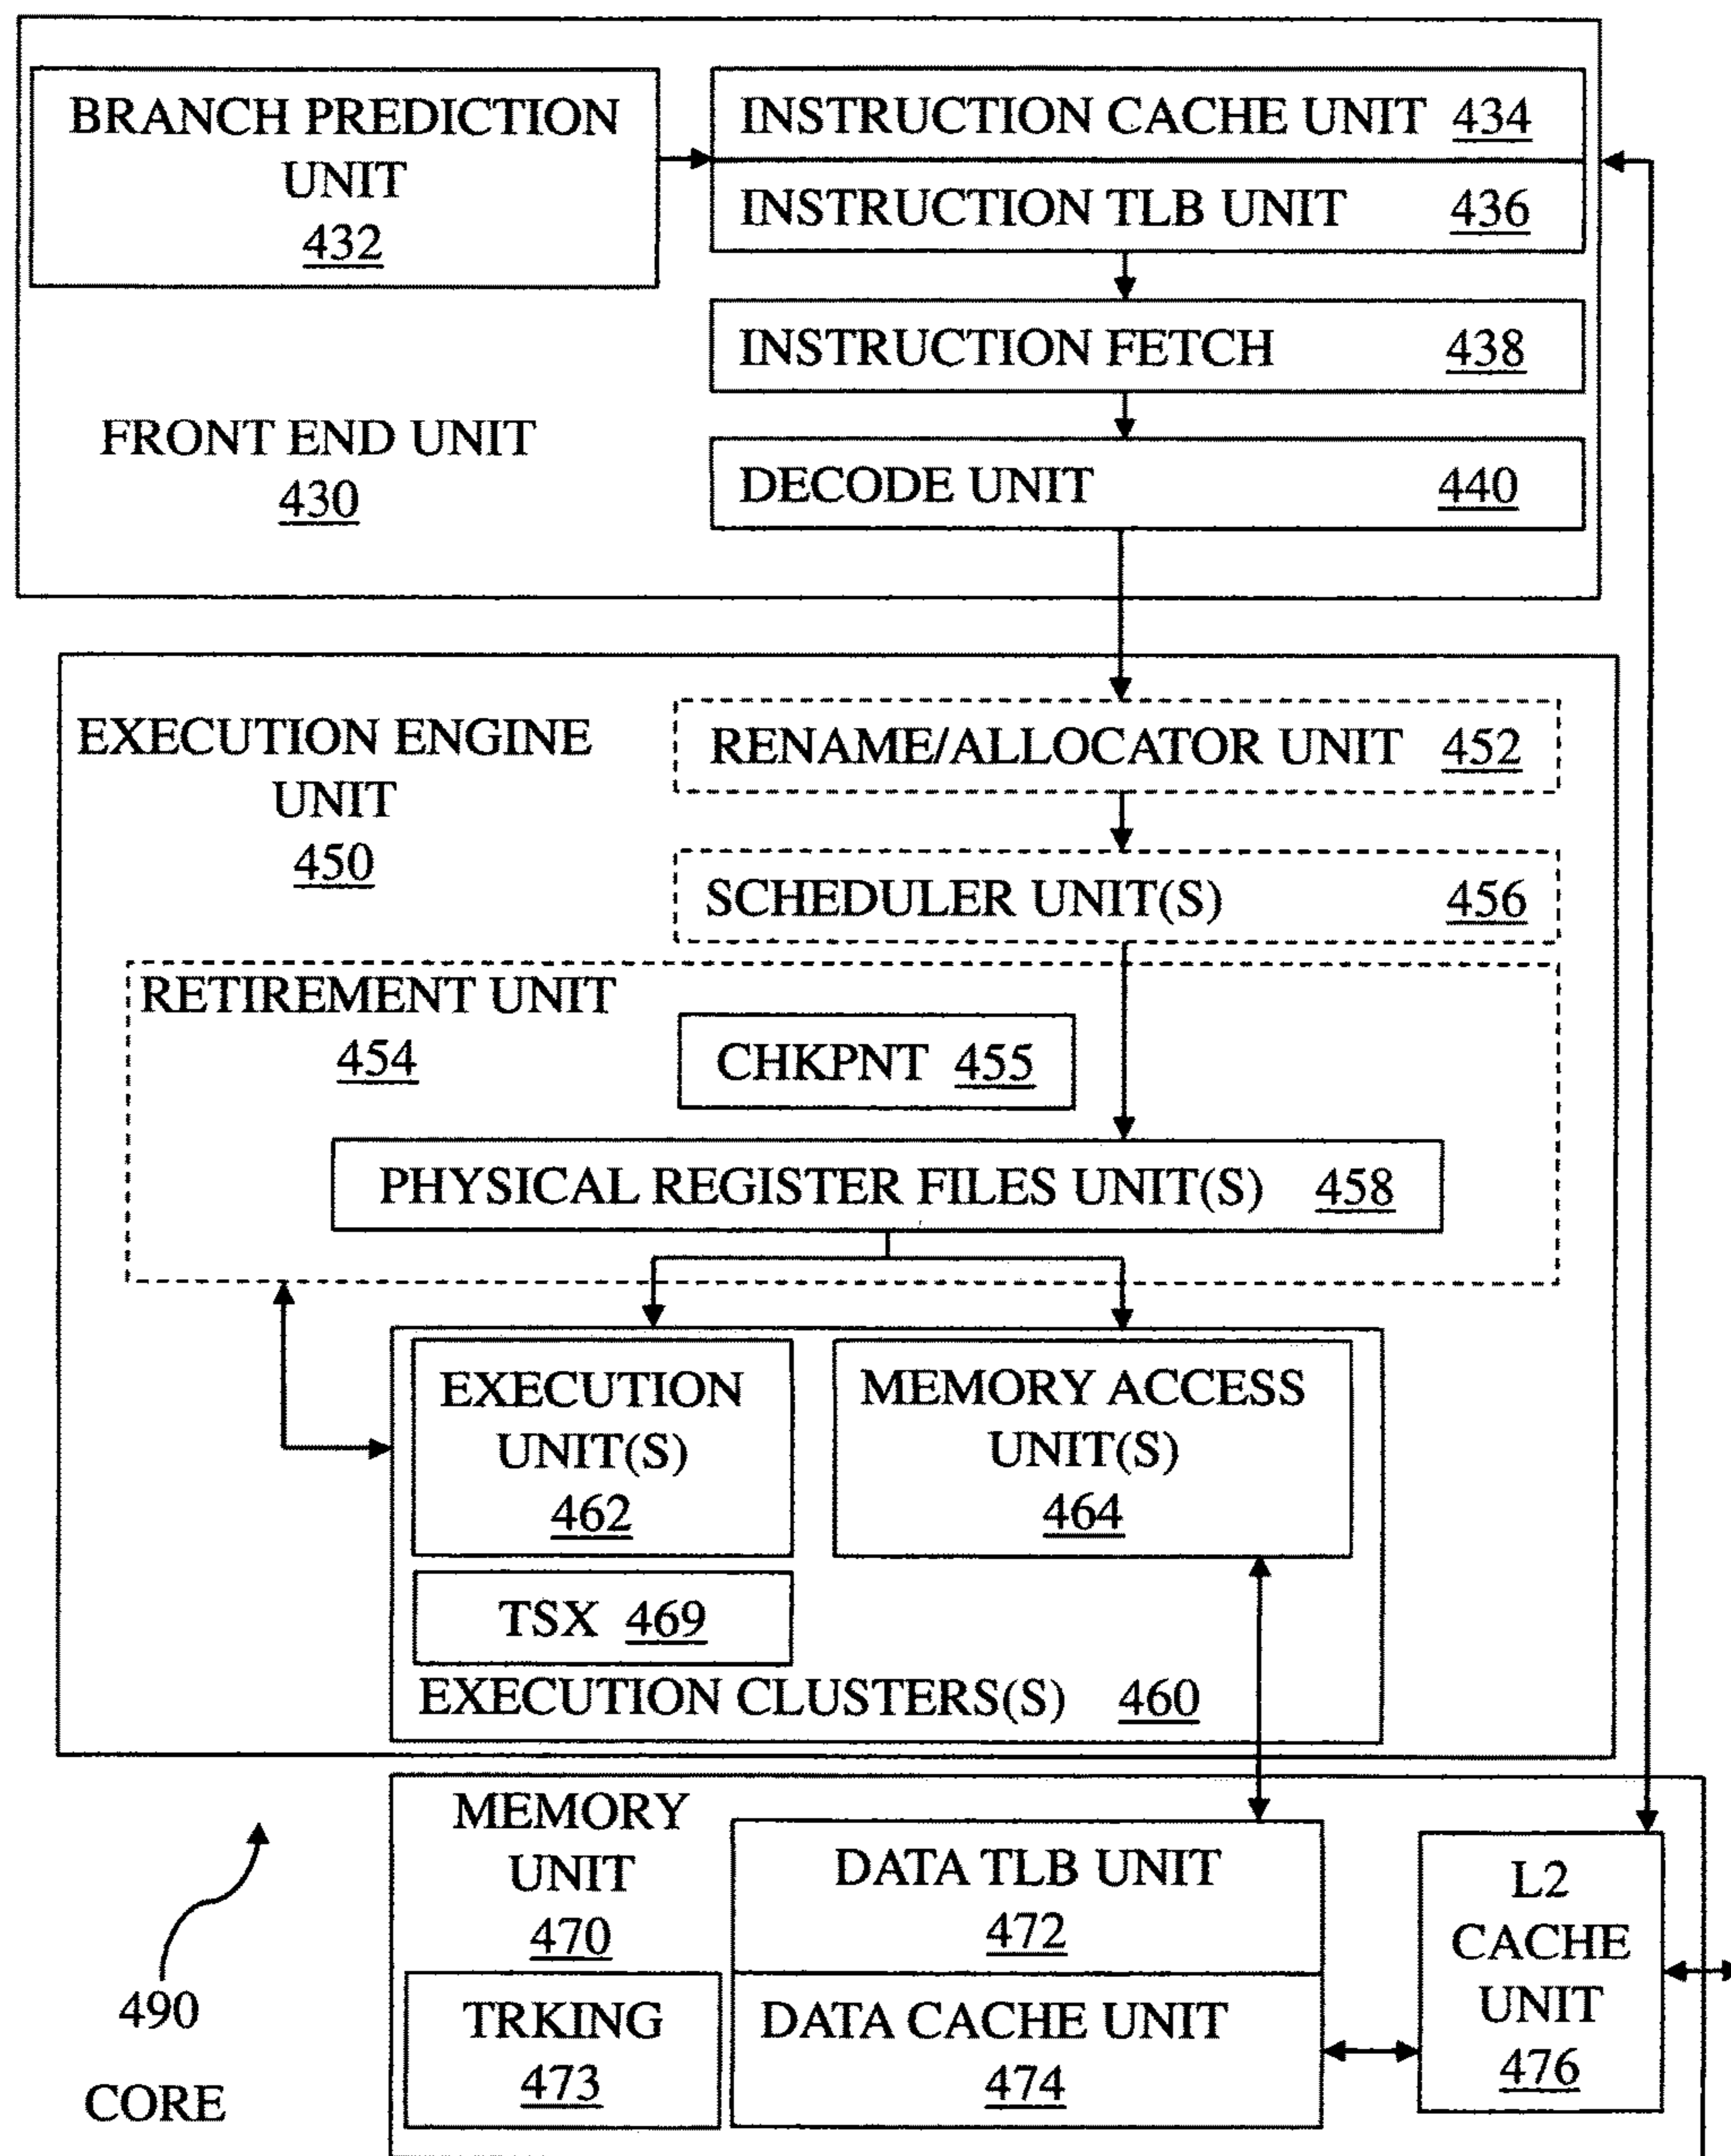 BRANCH PREDICTION
UNIT
432
INSTRUCTION CACHE UNIT 434
INSTRUCTION TLB UNIT 436
INSTRUCTION FETCH 438
FRONT END UNIT
430
DECODE UNIT 440
EXECUTION ENGINE
UNIT
450
RENAME/ALLOCATOR UNIT 452
SCHEDULER UNIT(S) 456
RETIREMENT UNIT
454
CHKPNT 455
PHYSICAL REGISTER FILES UNIT(S) 458
EXECUTION
UNIT(S)
462
MEMORY ACCESS
UNIT(S)
464
TSX 469
EXECUTION CLUSTERS(S) 460
MEMORY
UNIT
470
DATA TLB UNIT
472
L2
CACHE
UNIT
476
TRKING
473
DATA CACHE UNIT
474
490
CORE